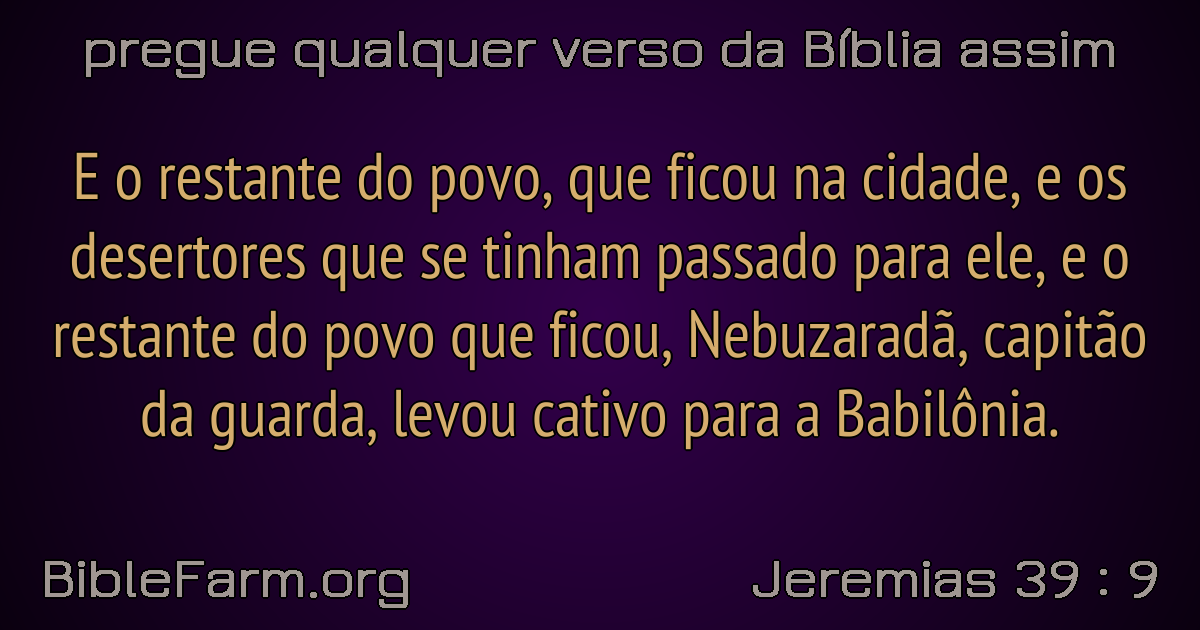 pregue qualquer verso da Bíblia assim
E o restante do povo, que ficou na cidade, e os
desertores que se tinham passado para ele, e o
restante do povo que ficou, Nebuzaradã, capitão
da guarda, levou cativo para a Babilônia.
BibleFarm.org
Jeremias 39 : 9